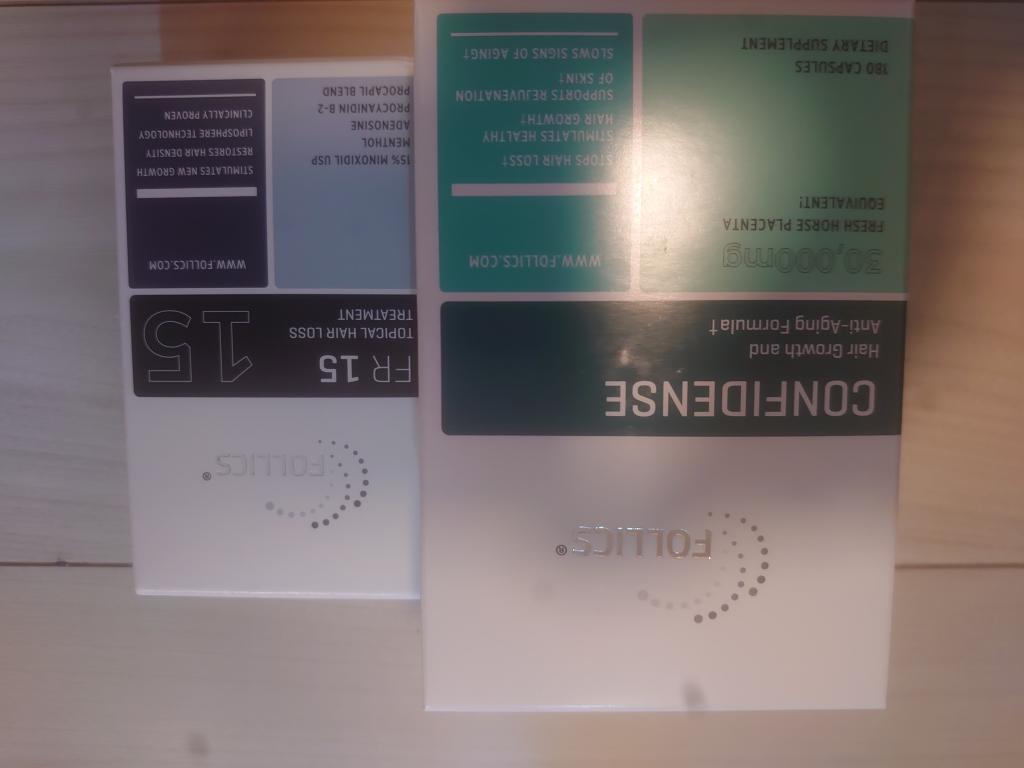 FOLLICS®
FR 15
TOPICAL HAIR LOSS
TREATMENT
15
WWW.FOLLICS.COM
STIMULATES NEW GROWTH
RESTORES HAIR DENSITY
LIPOSPHERE TECHNOLOGY
CLINICALLY PROVEN
15% MINOXIDIL USP
MENTHOL
ADENOSINE
PROCYANIDIN B-2
PROCAPIL BLEND
FOLLICS®
CONFIDENSE
Hair Growth and
Anti-Aging Formula†
30,000mg
FRESH HORSE PLACENTA
EQUIVALENT!
180 CAPSULES
DIETARY SUPPLEMENT
WWW.FOLLICS.COM
STOPS HAIR LOSS†
STIMULATES HEALTHY
HAIR GROWTH†
SUPPORTS REJUVENATION
OF SKIN†
SLOWS SIGNS OF AGING†